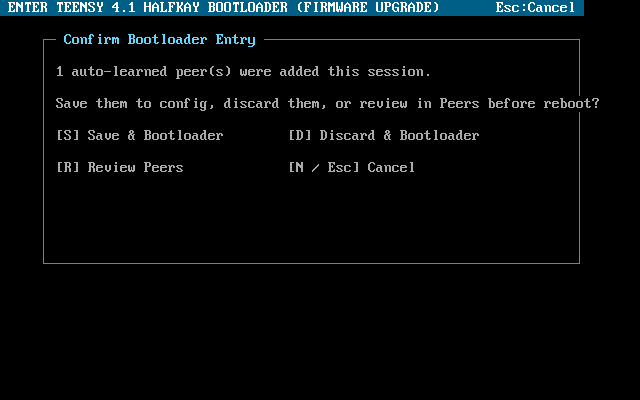 ENTER TEENSY 4.1 HALFKAY BOOTLOADER (FIRMWARE UPGRADE) Esc:Cancel
Confirm Bootloader Entry
1 auto-learned peer(s) were added this session.
Save them to config, discard them, or review in Peers before reboot?
[S] Save & Bootloader [D] Discard & Bootloader
[R] Review Peers [N / Esc] Cancel